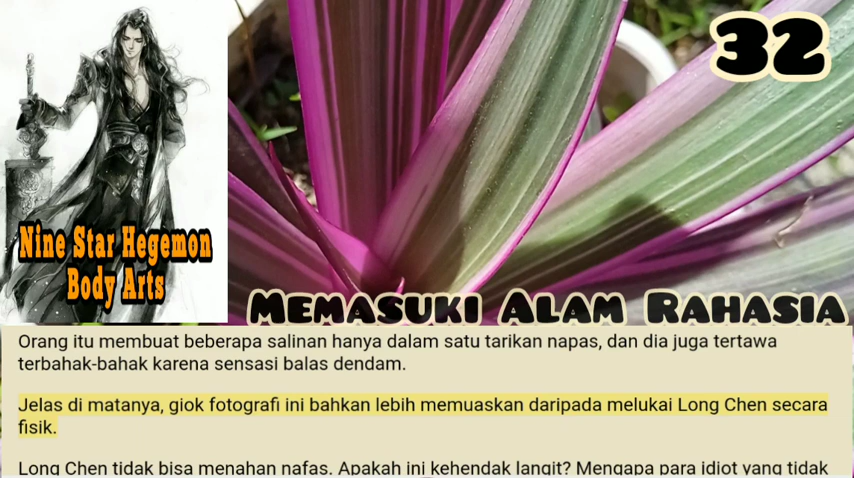 32
Nine Star Hegemon
Body Arts
Memasuki Alam Rahasia
Orang itu membuat beberapa salinan hanya dalam satu tarikan napas, dan dia juga tertawa
terbahak-bahak karena sensasi balas dendam.
Jelas di matanya, giok fotografi ini bahkan lebih memuaskan daripada melukai Long Chen secara
fisik.
Long Chen tidak bisa menahan nafas. Apakah ini kehendak langit? Mengapa para idiot yang tidak